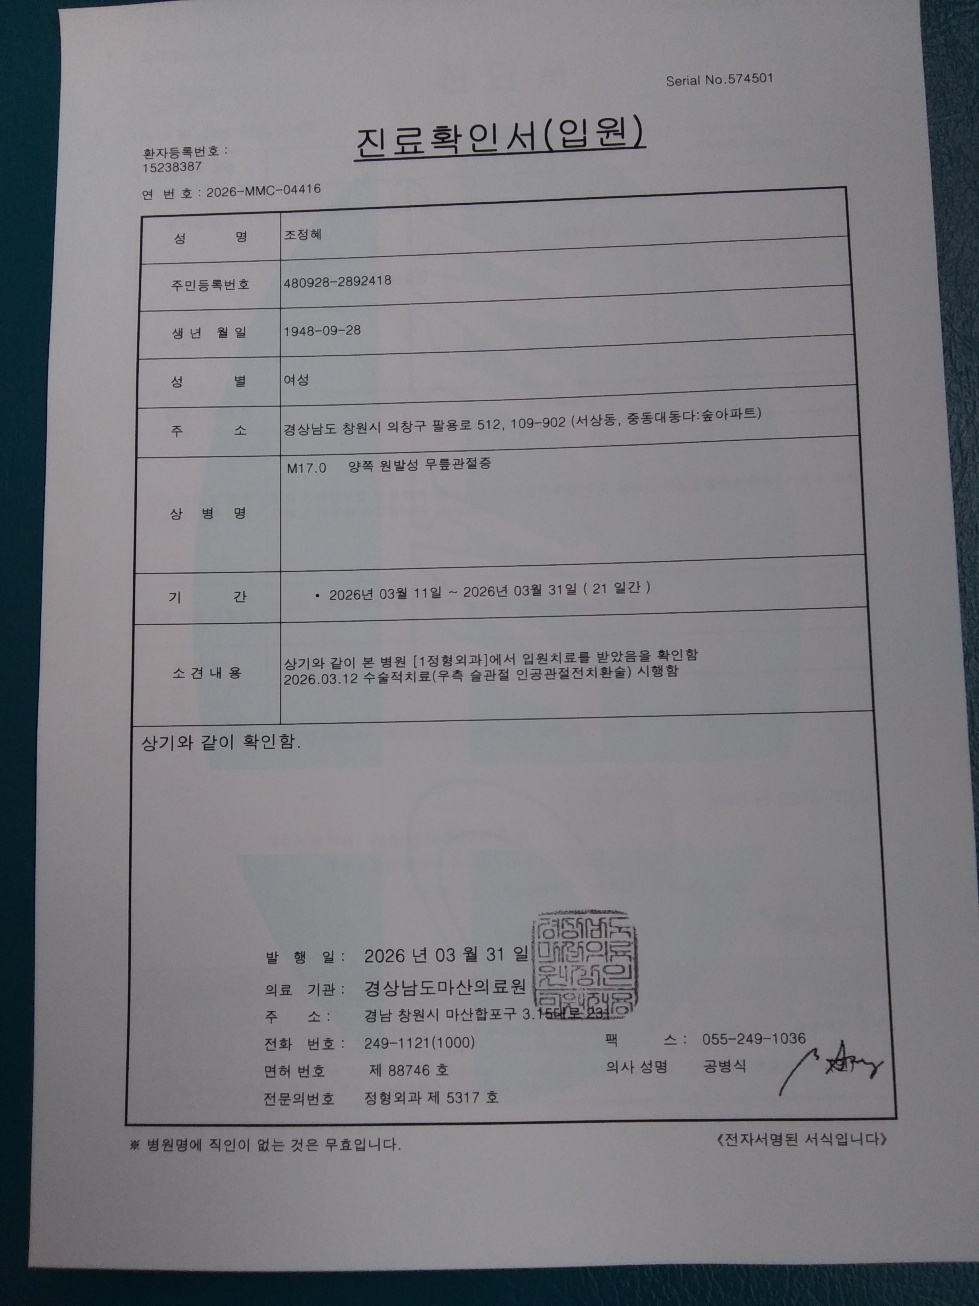 Serial No.574501
진료확인서(입원)
환자등록번호 :
15238387
연 번 호 : 2026-MMC-04416
성 명 조정혜
주민등록번호 480928-2892418
생 년 월 일 1948-09-28
성 별 여성
주 소 경상남도 창원시 의창구 팔용로 512, 109-902 (서상동, 중동대동다:숲아파트)
상 병 명 M17.0 양쪽 원발성 무릎관절증
기 간 • 2026년 03월 11일 ~ 2026년 03월 31일 ( 21 일간 )
소 견 내 용 상기와 같이 본 병원 [1정형외과]에서 입원치료를 받았음을 확인함
2026.03.12 수술적치료(우측 슬관절 인공관절전치환술) 시행함
상기와 같이 확인함.
발 행 일 : 2026 년 03 월 31 일
의료 기관 : 경상남도마산의료원
주 소 : 경남 창원시 마산합포구 3.15대로 231
전화 번호 : 249-1121(1000) 팩 스 : 055-249-1036
면허 번호 제 88746 호 의사 성명 공병식
전문의번호 정형외과 제 5317 호
※ 병원명에 직인이 없는 것은 무효입니다. 《전자서명된 서식입니다》